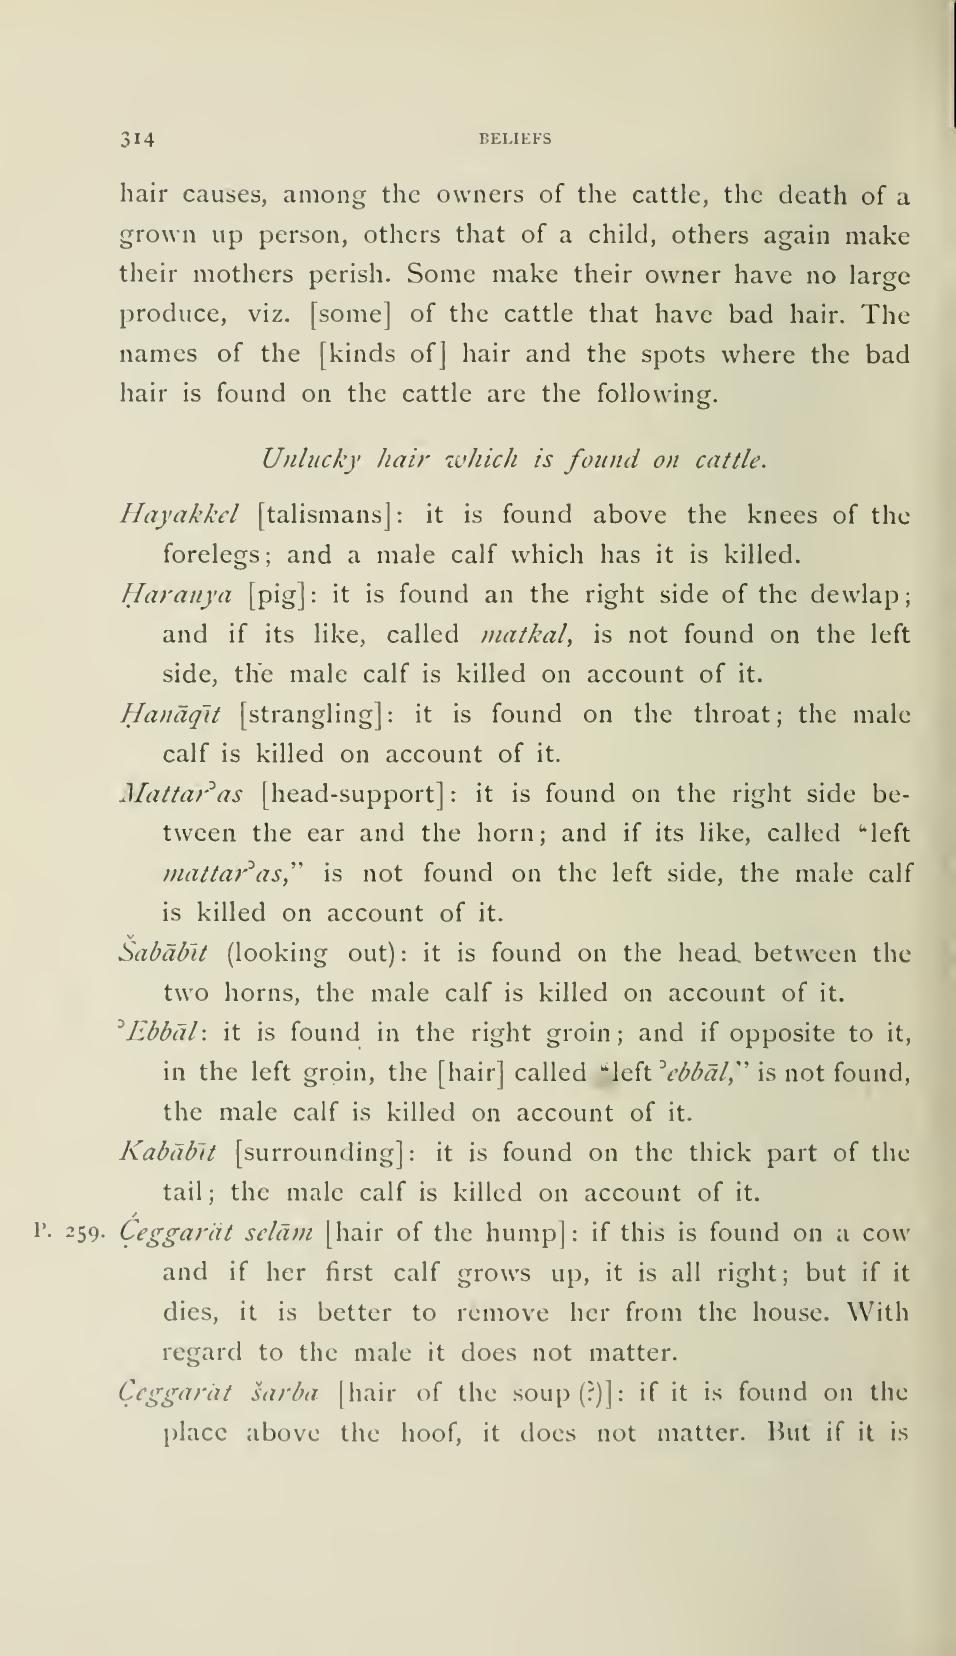 314 BELIEFS
hair causes, among the owners of the cattle, the death of a
grown up person, others that of a child, others again make
their mothers perish. Some make their owner have no large
produce, viz. [some] of the cattle that have bad hair. The
names of the [kinds of] hair and the spots where the bad
hair is found on the cattle are the following.
Unlucky hair which is found on cattle.
Hayakkel [talismans]: it is found above the knees of the
forelegs; and a male calf which has it is killed.
Ḥarauya [pig]: it is found an the right side of the dewlap;
and if its like, called matkal, is not found on the left
side, the male calf is killed on account of it.
Ḥanāqīt [strangling]: it is found on the throat; the male
calf is killed on account of it.
Mattarʾas [head-support]: it is found on the right side be-
tween the ear and the horn; and if its like, called “left
mattarʾas,” is not found on the left side, the male calf
is killed on account of it.
Šabābīt (looking out): it is found on the head between the
two horns, the male calf is killed on account of it.
ʾEbbāl: it is found in the right groin; and if opposite to it,
in the left groin, the [hair] called “left ʾebbāl,” is not found,
the male calf is killed on account of it.
Kabābīt [surrounding]: it is found on the thick part of the
tail; the male calf is killed on account of it.
P. 259. Ḉ̣eggarāt selām [hair of the hump]: if this is found on a cow
and if her first calf grows up, it is all right; but if it
dies, it is better to remove her from the house. With
regard to the male it does not matter.
C̣eggarāt šarba [hair of the soup (?)]: if it is found on the
place above the hoof, it does not matter. But if it is